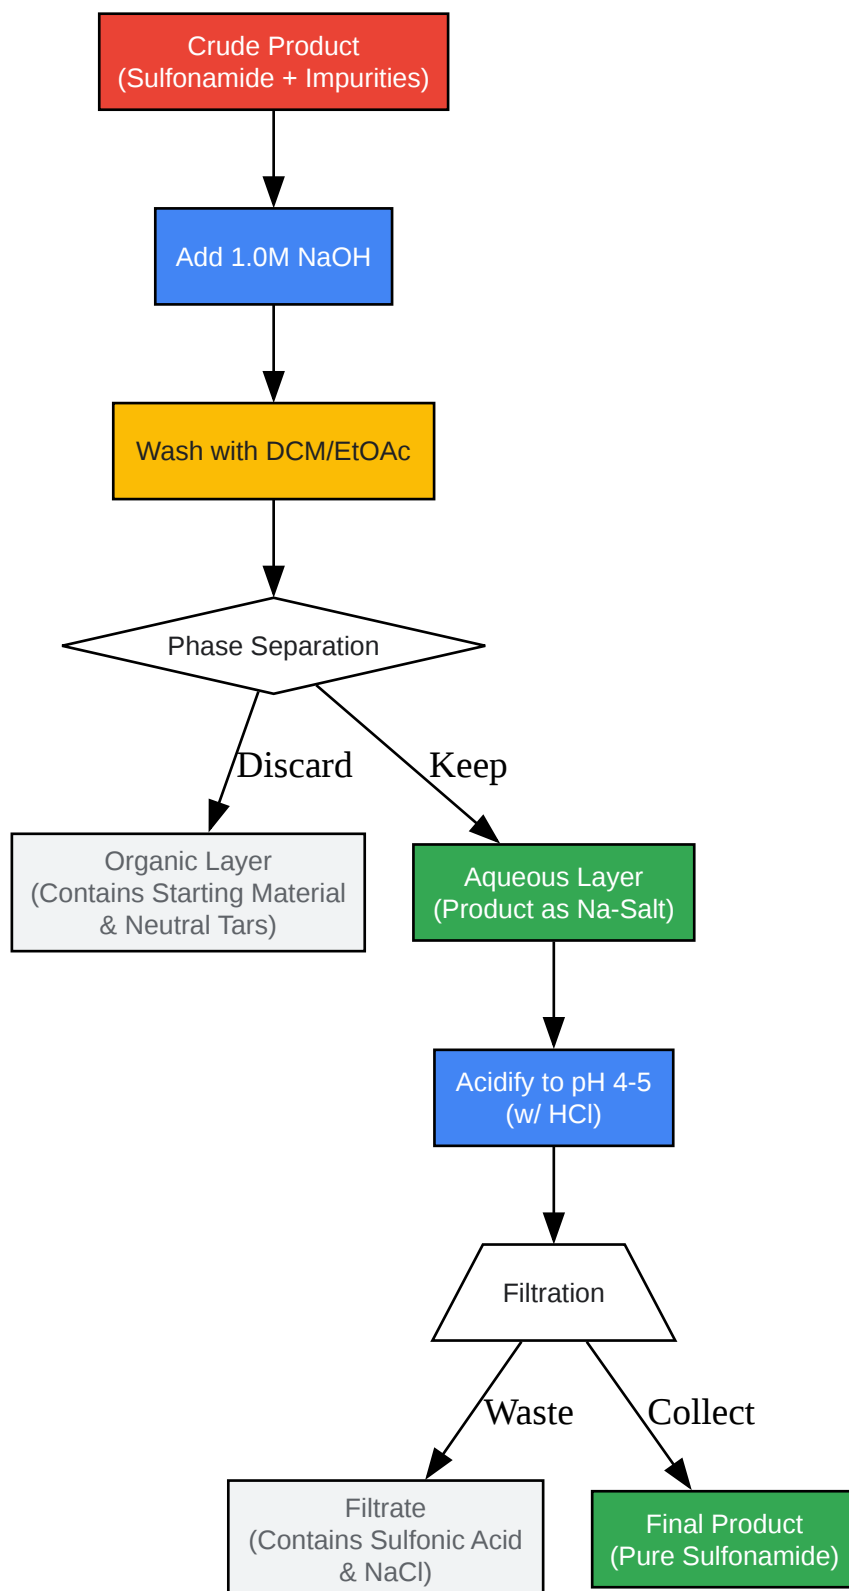 Crude Product
(Sulfonamide + Impurities)
Add 1.0M NaOH
Wash with DCM/EtOAc
Phase Separation
Discard
Keep
Organic Layer
(Contains Starting Material
& Neutral Tars)
Aqueous Layer
(Product as Na-Salt)
Acidify to pH 4-5
(w/ HCl)
Filtration
Waste
Collect
Filtrate
(Contains Sulfonic Acid
& NaCl)
Final Product
(Pure Sulfonamide)